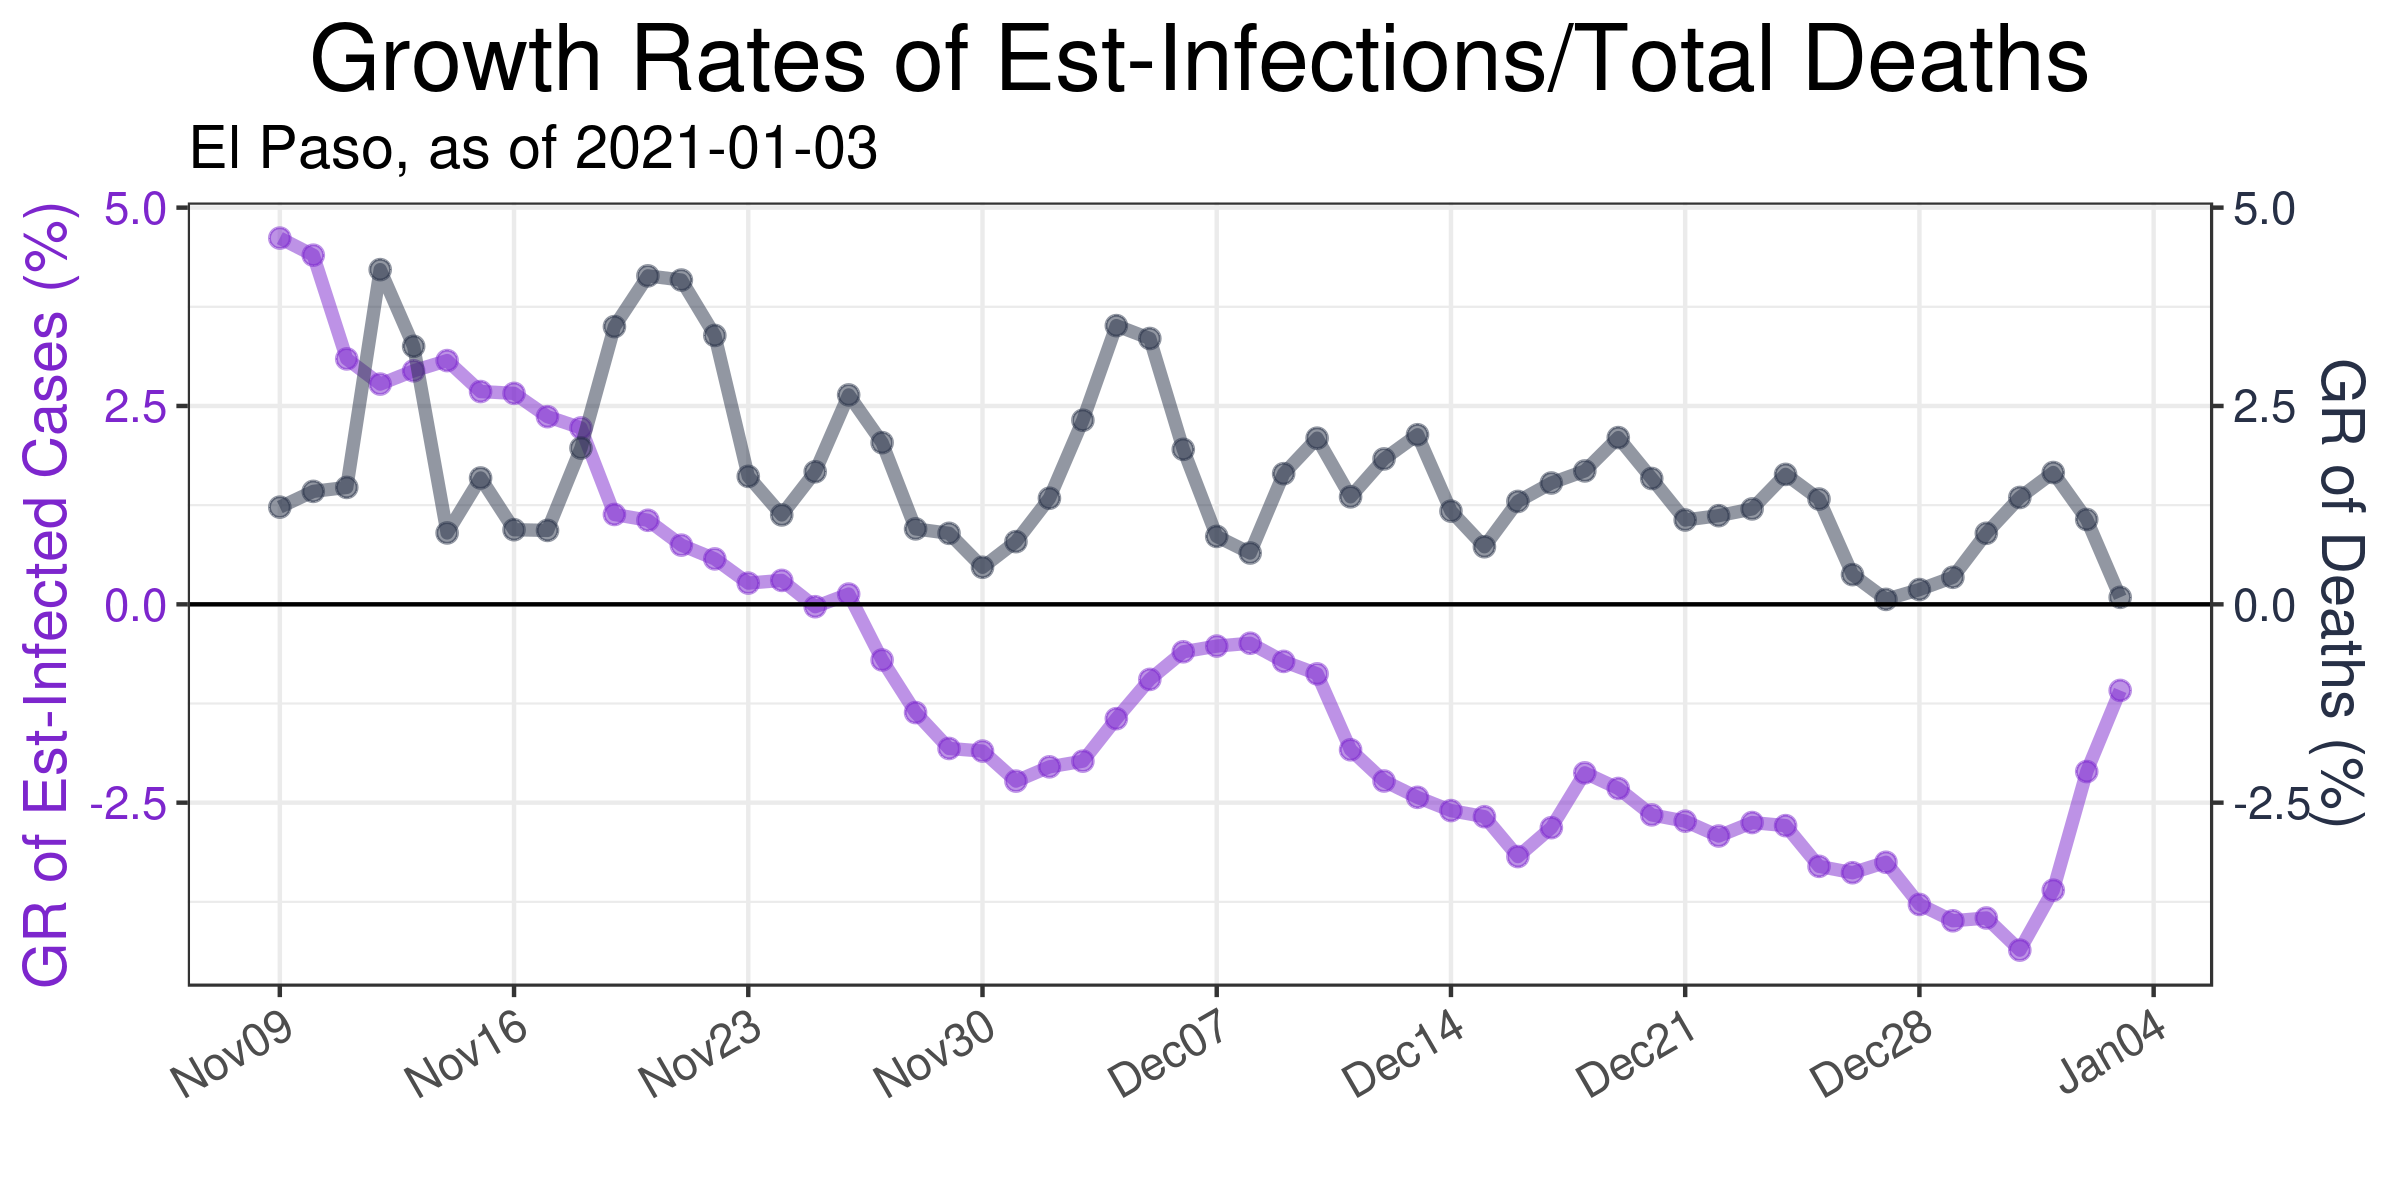 Growth Rates of Est-Infections/Total Deaths
El Paso, as of 2021-01-03
GR of Est-Infected Cases (%)
5.0
2.5
0.0
-2.5
5.0
2.5
0.0
-2.5
GR of Deaths (%)
Nov09
Nov16
Nov23
Nov30
Dec07
Dec14
Dec21
Dec28
Jan04